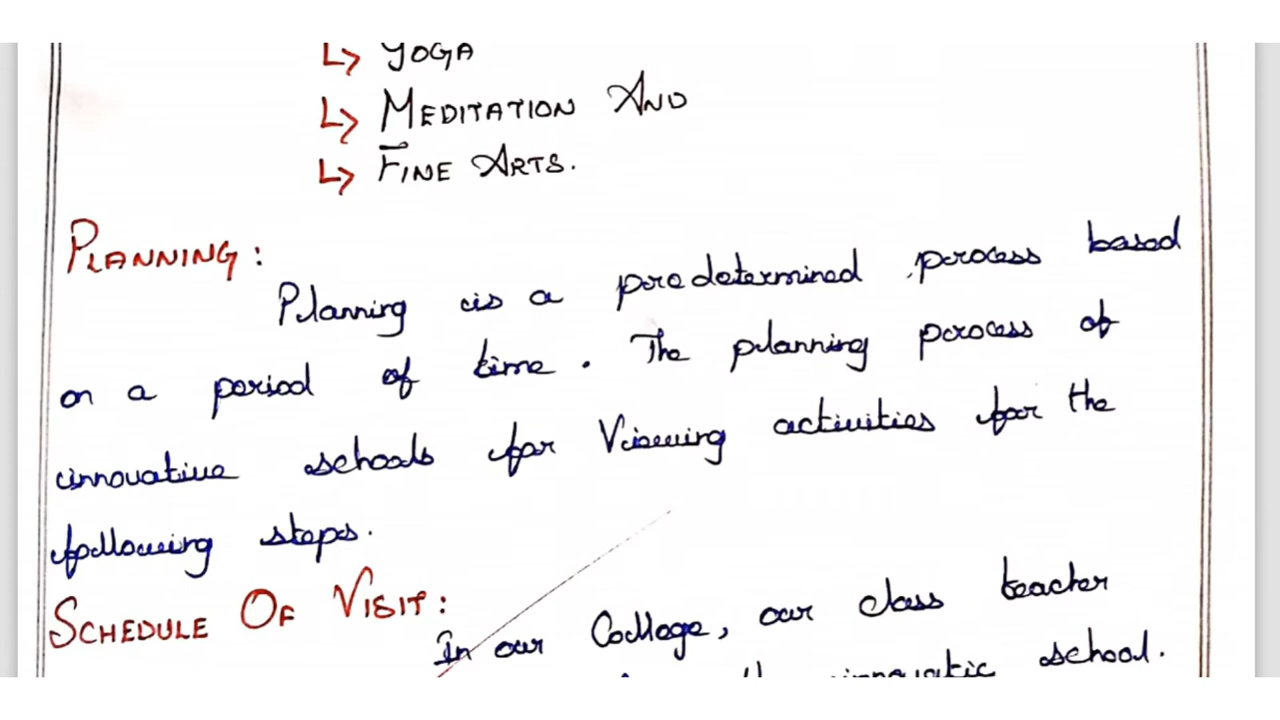 ↳ YOGA
↳ MEDITATION AND
↳ FINE ARTS.
PLANNING:
Planning is a predetermined process based
on a period of time. The planning process of
innovative schools for Viewing activities for the
following steps.
SCHEDULE OF VISIT:
In our College, our class teacher
school.